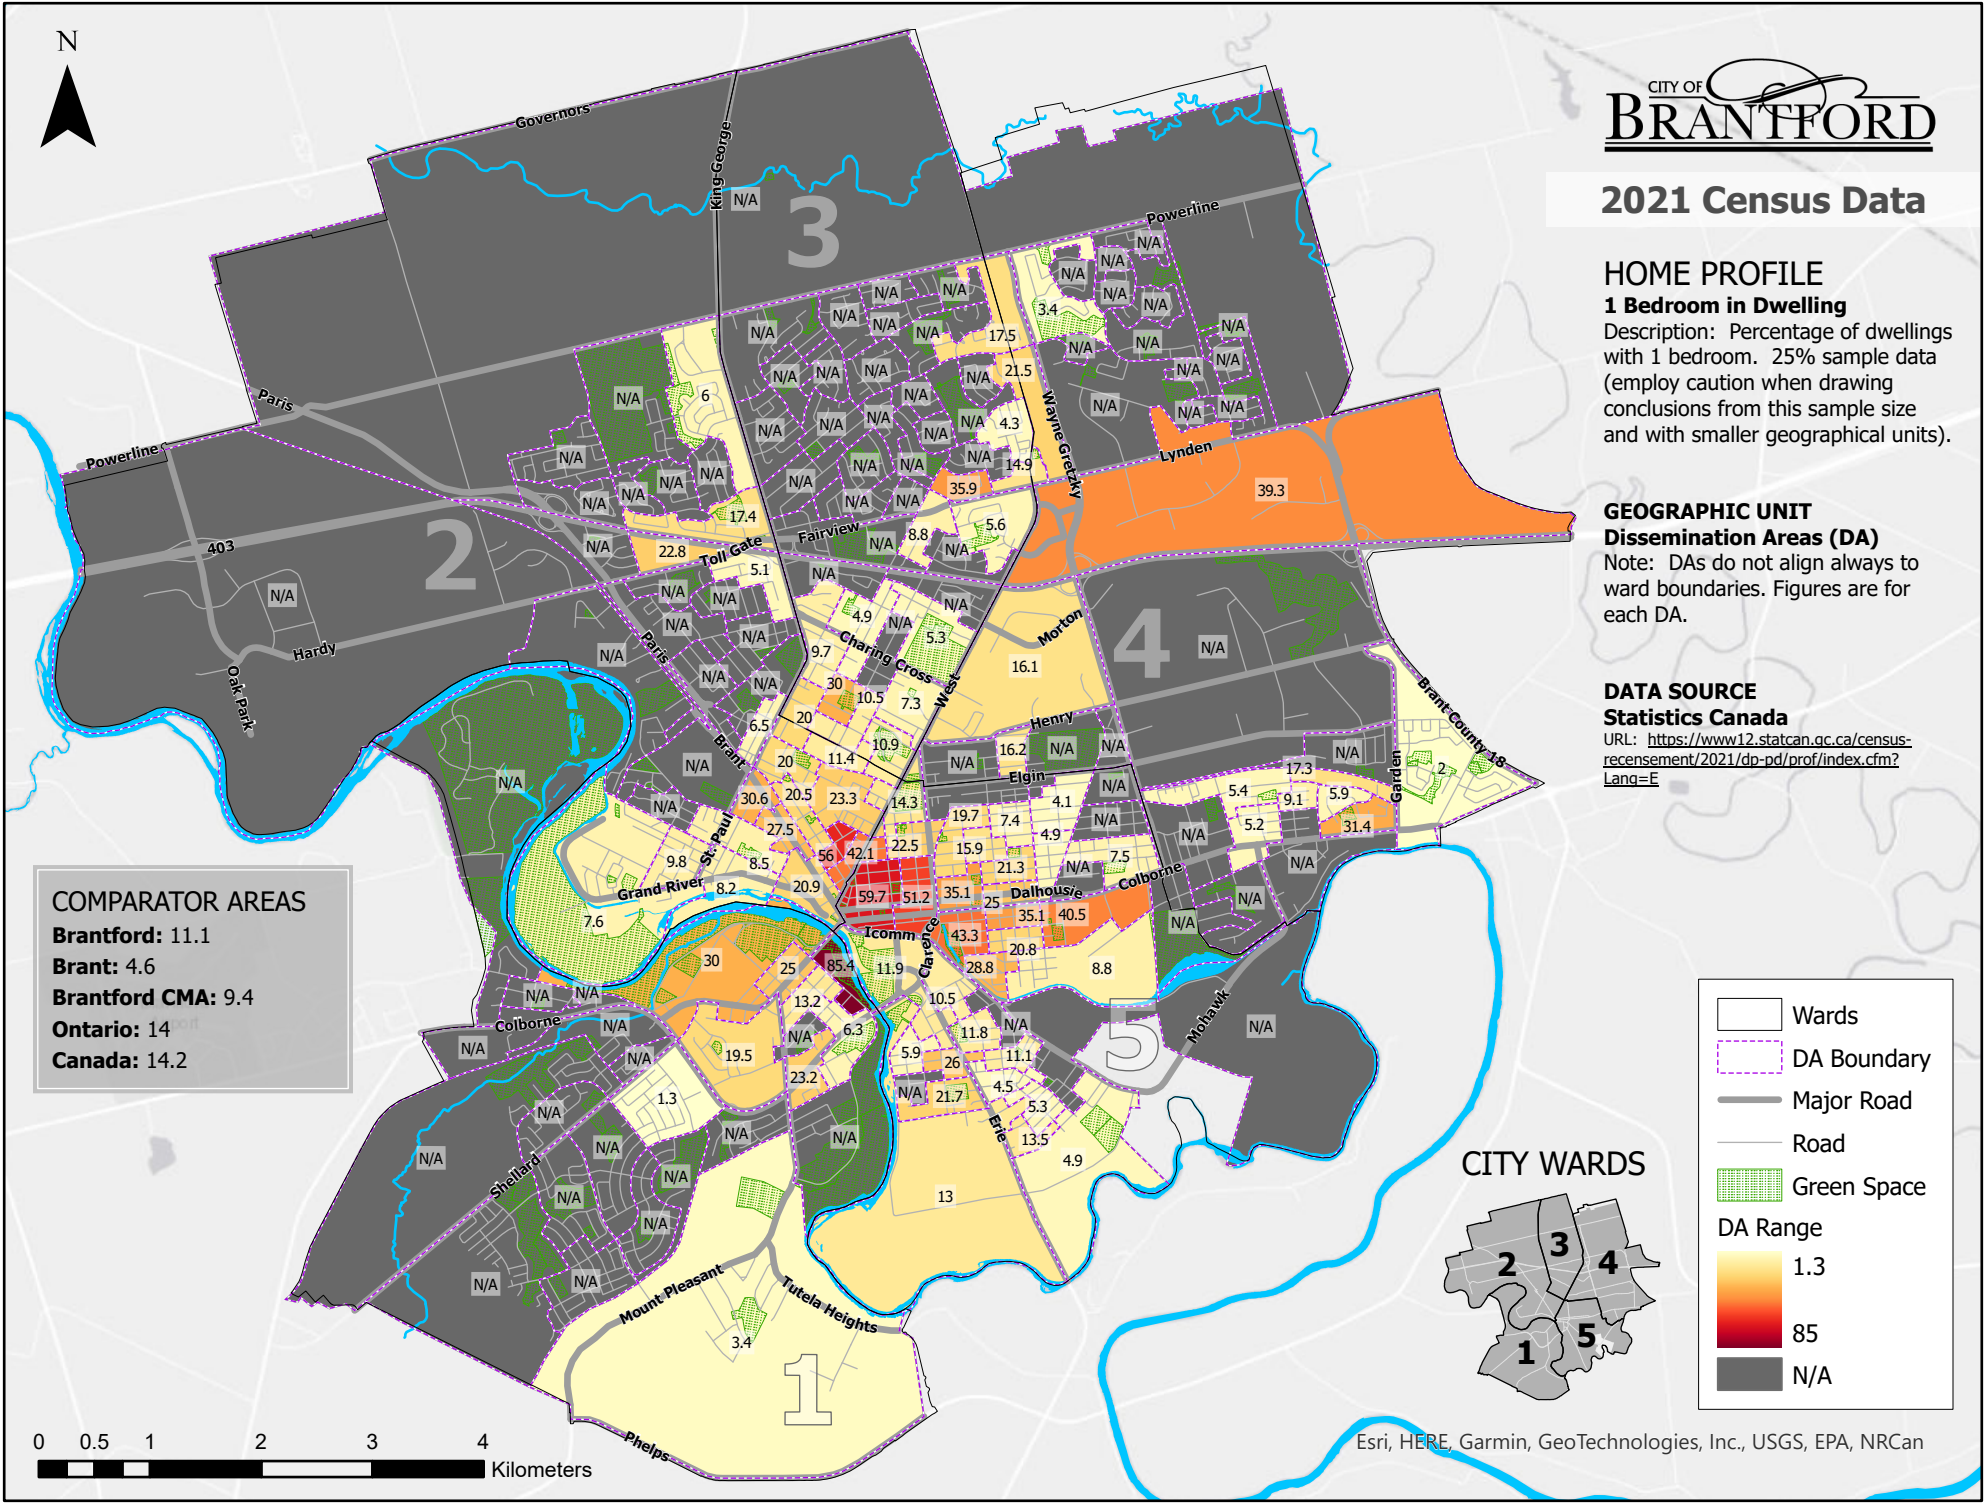 N
CITY OF
BRANTFORD
2021 Census Data
HOME PROFILE
1 Bedroom in Dwelling
Description: Percentage of dwellings
with 1 bedroom. 25% sample data
(employ caution when drawing
conclusions from this sample size
and with smaller geographical units).
GEOGRAPHIC UNIT
Dissemination Areas (DA)
Note: DAs do not align always to
ward boundaries. Figures are for
each DA.
DATA SOURCE
Statistics Canada
URL: https://www12.statcan.gc.ca/census-
recensement/2021/dp-pd/prof/index.cfm?
Lang=E
COMPARATOR AREAS
Brantford: 11.1
Brant: 4.6
Brantford CMA: 9.4
Ontario: 14
Canada: 14.2
Governors
King George
N/A
3
Powerline
N/A
N/A
N/A
N/A
N/A
N/A
3.4
N/A
N/A
N/A
N/A
N/A
N/A
17.5
N/A
N/A
N/A
N/A
N/A
21.5
N/A
N/A
N/A
N/A
N/A
6
N/A
Paris
N/A
N/A
N/A
N/A
N/A
N/A
4.3
Wayne Gretzky
N/A
N/A
N/A
N/A
Powerline
N/A
N/A
N/A
N/A
14.9
Lynden
N/A
N/A
N/A
N/A
N/A
N/A
N/A
N/A
35.9
39.3
17.4
Fairview
8.8
5.6
N/A
N/A
403
2
N/A
22.8
Toll Gate
5.1
N/A
N/A
N/A
N/A
N/A
N/A
4.9
N/A
5.3
Morton
4
N/A
Hardy
Oak Park
N/A
Paris
N/A
N/A
9.7
Charing Cross
16.1
N/A
N/A
30
10.5
7.3
West
Brant County 18
6.5
20
Henry
N/A
Brant
20
11.4
10.9
N/A
16.2
N/A
N/A
N/A
Elgin
17.3
Garden
2
N/A
N/A
30.6
20.5
23.3
14.3
4.1
N/A
5.4
9.1
5.9
St. Paul
27.5
19.7
7.4
4.9
N/A
N/A
5.2
31.4
9.8
8.5
56
42.1
22.5
15.9
21.3
N/A
7.5
N/A
Grand River
8.2
20.9
59.7
51.2
35.1
Dalhousie
Colborne
N/A
7.6
25
35.1
40.5
N/A
Icomm
Clarence
43.3
20.8
30
25
85.4
11.9
28.8
8.8
N/A
N/A
13.2
10.5
5
Mohawk
N/A
Colborne
N/A
N/A
6.3
11.8
N/A
N/A
N/A
19.5
5.9
26
11.1
23.2
1.3
N/A
21.7
4.5
5.3
N/A
N/A
N/A
Erie
13.5
N/A
N/A
4.9
Shellard
N/A
N/A
13
N/A
N/A
N/A
Mount Pleasant
Tutela Heights
3.4
1
Phelps
Wards
DA Boundary
Major Road
Road
Green Space
DA Range
1.3
85
N/A
CITY WARDS
3
2
4
5
1
0 0.5 1 2 3 4
Kilometers
Esri, HERE, Garmin, GeoTechnologies, Inc., USGS, EPA, NRCan